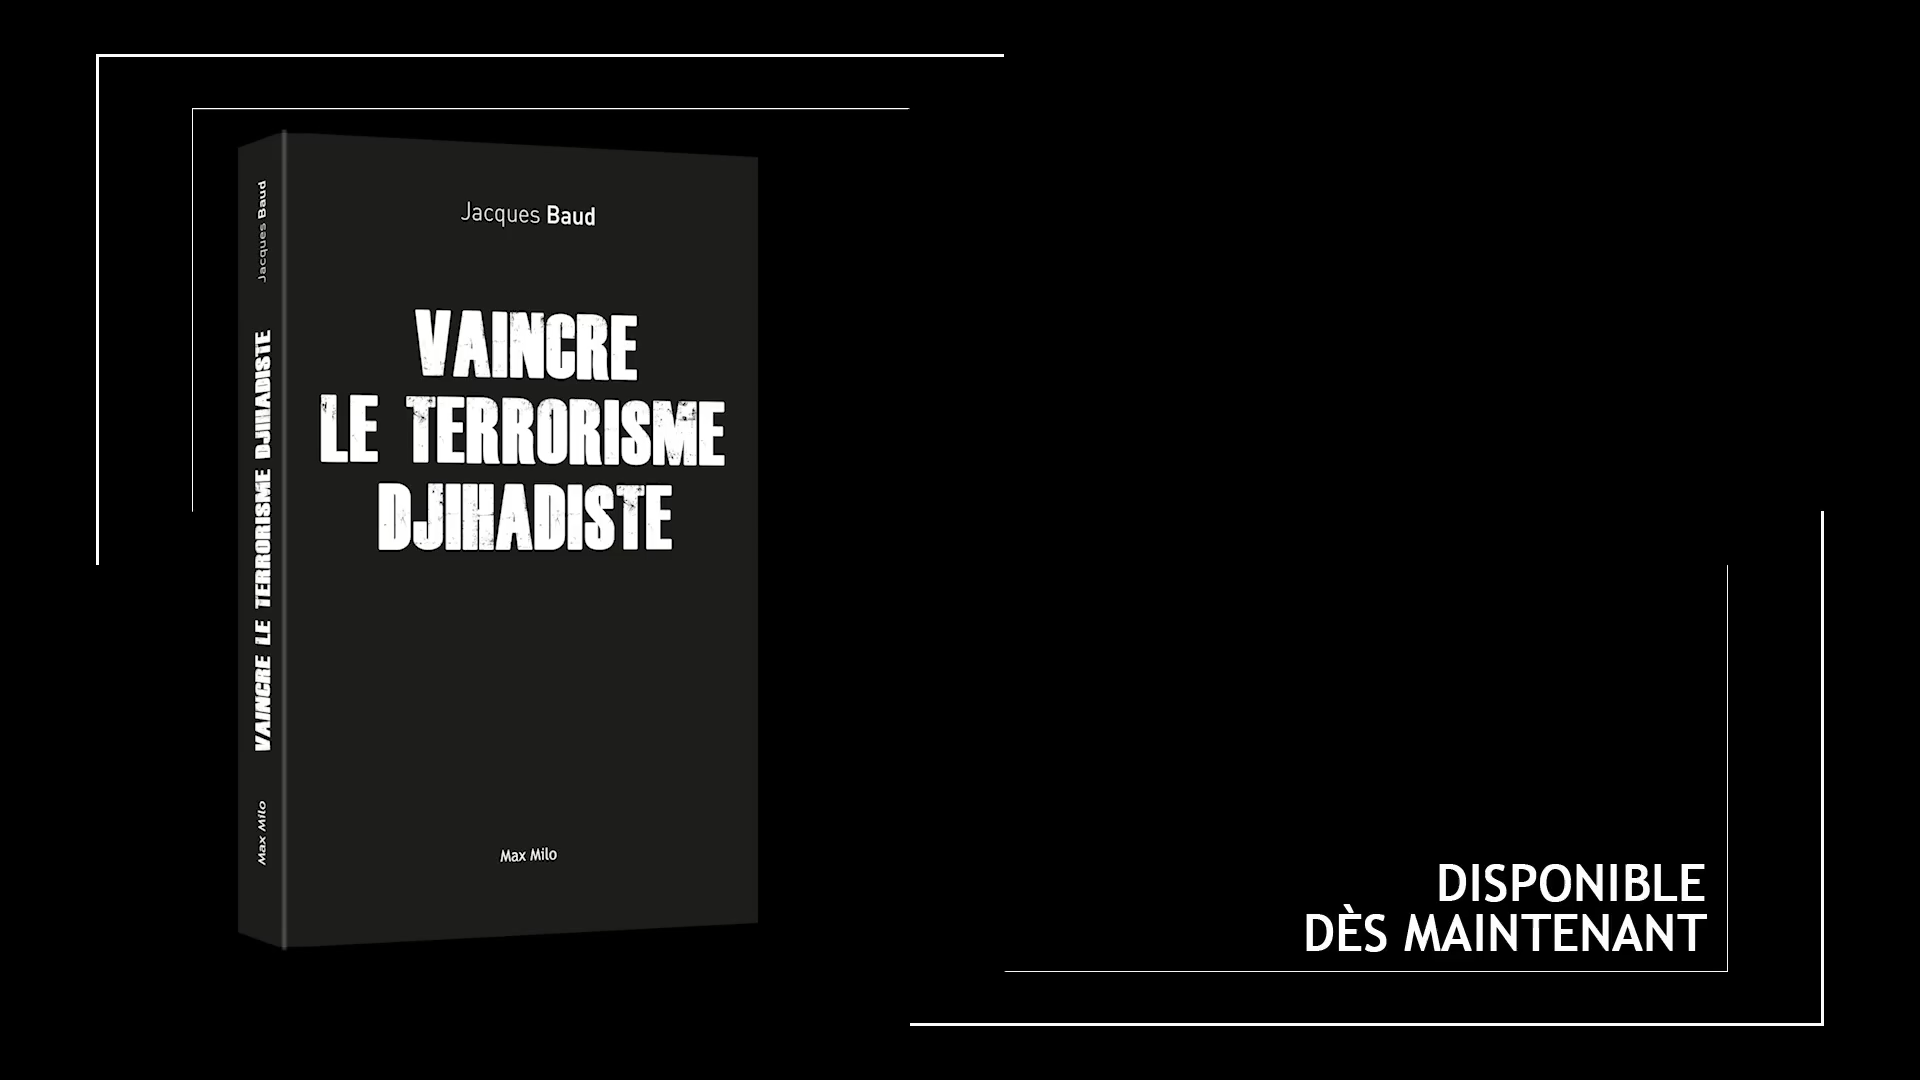 Jacques Baud
VAINCRE
LE TERRORISME
DJIHADISTE
Max Milo
Jacques Baud
VAINCRE LE TERRORISME DJIHADISTE
Max Milo
DISPONIBLE
DÈS MAINTENANT